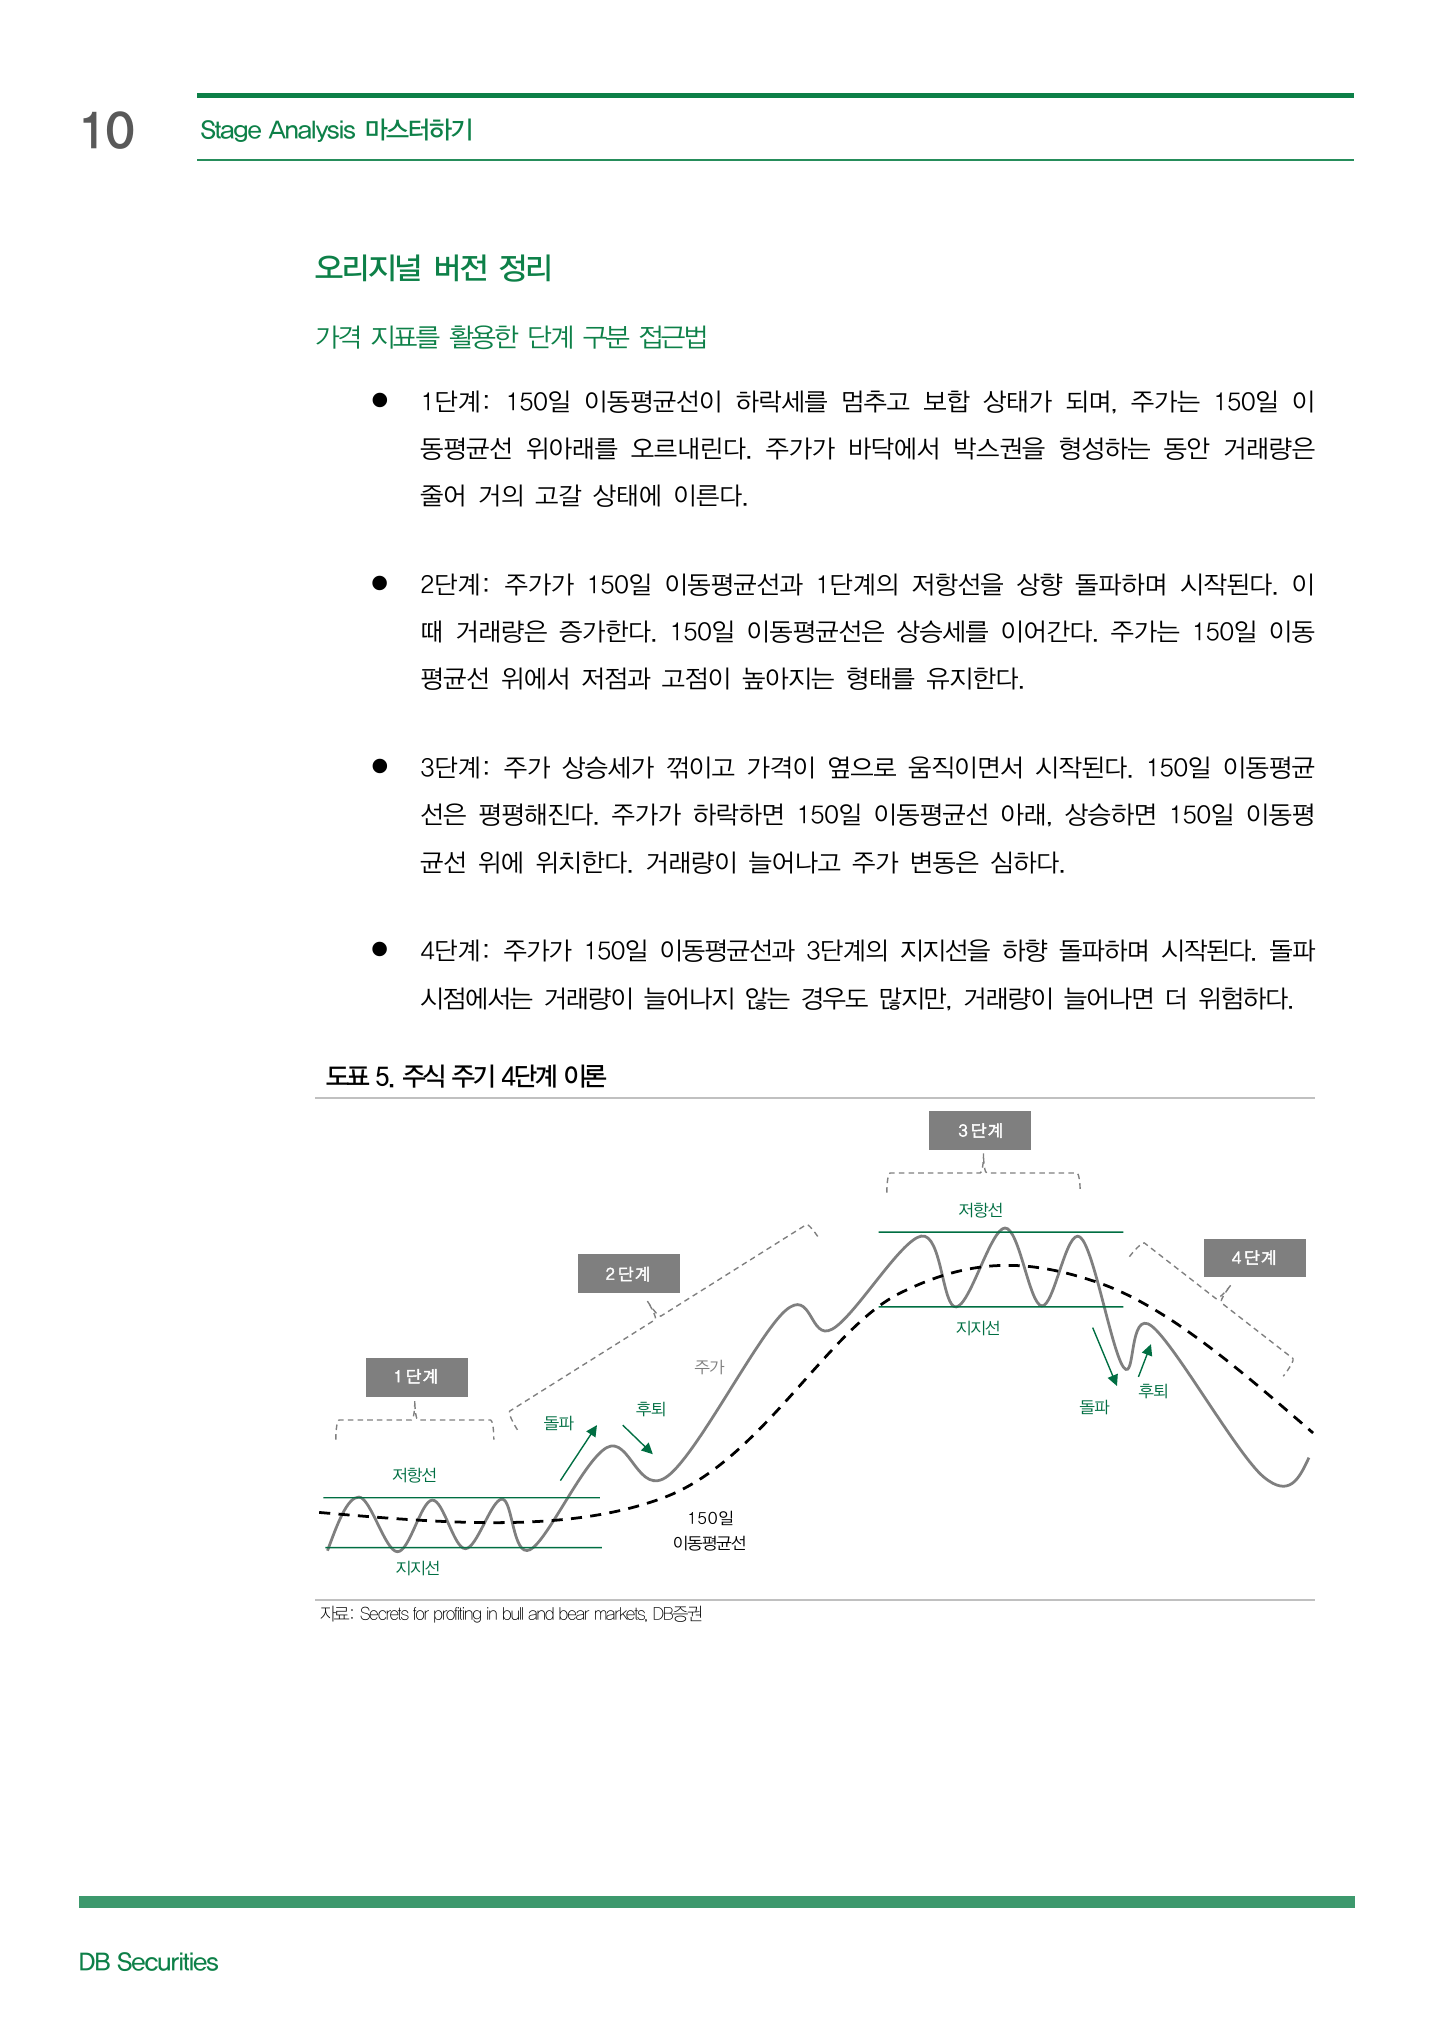 10
Stage Analysis 마스터하기
오리지널 버전 정리
가격 지표를 활용한 단계 구분 접근법
● 1단계: 150일 이동평균선이 하락세를 멈추고 보합 상태가 되며, 주가는 150일 이
동평균선 위아래를 오르내린다. 주가가 바닥에서 박스권을 형성하는 동안 거래량은
줄어 거의 고갈 상태에 이른다.
● 2단계: 주가가 150일 이동평균선과 1단계의 저항선을 상향 돌파하며 시작된다. 이
때 거래량은 증가한다. 150일 이동평균선은 상승세를 이어간다. 주가는 150일 이동
평균선 위에서 저점과 고점이 높아지는 형태를 유지한다.
● 3단계: 주가 상승세가 꺾이고 가격이 옆으로 움직이면서 시작된다. 150일 이동평균
선은 평평해진다. 주가가 하락하면 150일 이동평균선 아래, 상승하면 150일 이동평
균선 위에 위치한다. 거래량이 늘어나고 주가 변동은 심하다.
● 4단계: 주가가 150일 이동평균선과 3단계의 지지선을 하향 돌파하며 시작된다. 돌파
시점에서는 거래량이 늘어나지 않는 경우도 많지만, 거래량이 늘어나면 더 위험하다.
도표 5. 주식 주기 4단계 이론
3단계
저항선
2단계
4단계
지지선
주가
1단계
돌파
후퇴
돌파
후퇴
저항선
150일
이동평균선
지지선
자료: Secrets for profiting in bull and bear markets, DB증권
DB Securities